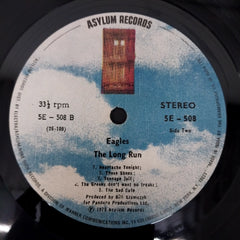 ASYLUM RECORDS
33⅓ rpm
STEREO
5E - 508 B
5E - 508
(2S-100)
Side Two
Eagles
The Long Run
1. Heartache Tonight;
2. Those Shoes;
3. Teenage Jail;
4. The Greeks don't want no freaks;
5. The Sad Cafe
Produced by Bill Szymczyk
for Pandora Productions Ltd.
℗ 1979 Asylum Records